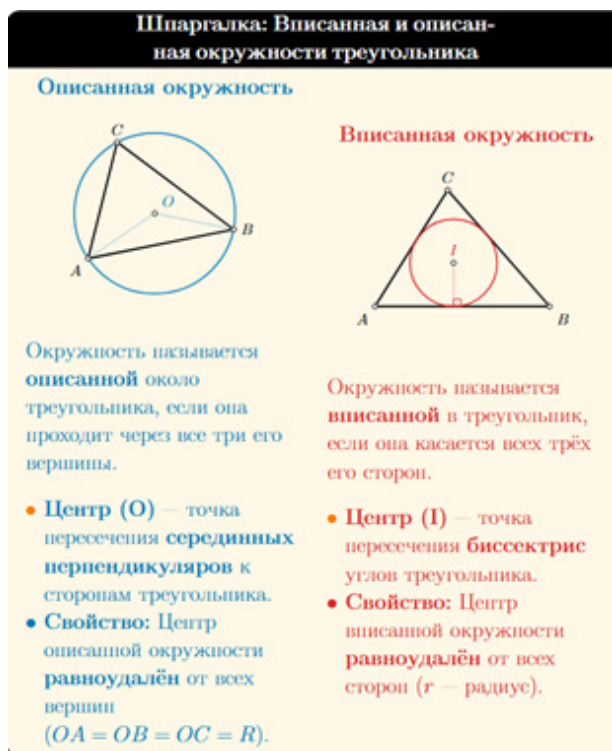 Шпаргалка: Вписанная и описан-
ная окружности треугольника
Описанная окружность
C
O
B
A
Окружность называется
описанной около
треугольника, если она
проходит через все три его
вершины.
• Центр (O) — точка
пересечения серединных
перпендикуляров к
сторонам треугольника.
• Свойство: Центр
описанной окружности
равноудалён от всех
вершин
(OA = OB = OC = R).
Вписанная окружность
C
I
A
B
Окружность называется
вписанной в треугольник,
если она касается всех трёх
его сторон.
• Центр (I) — точка
пересечения биссектрис
углов треугольника.
• Свойство: Центр
вписанной окружности
равноудалён от всех
сторон (r — радиус).